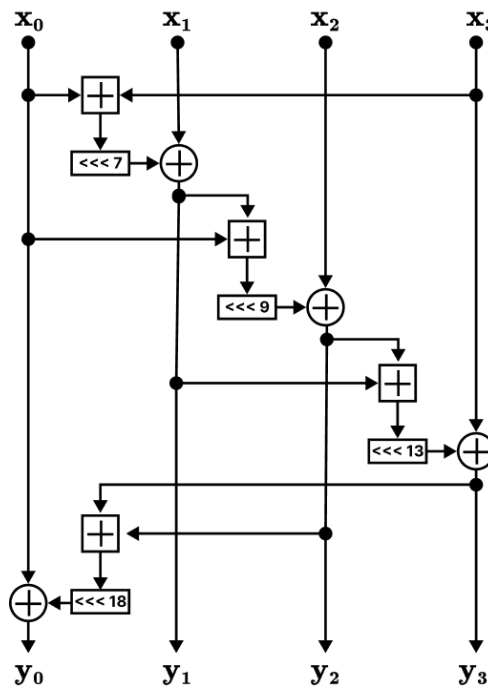 x₀ x₁ x₂ x₃
<<< 7
<<< 9
<<< 13
<<< 18
y₀ y₁ y₂ y₃